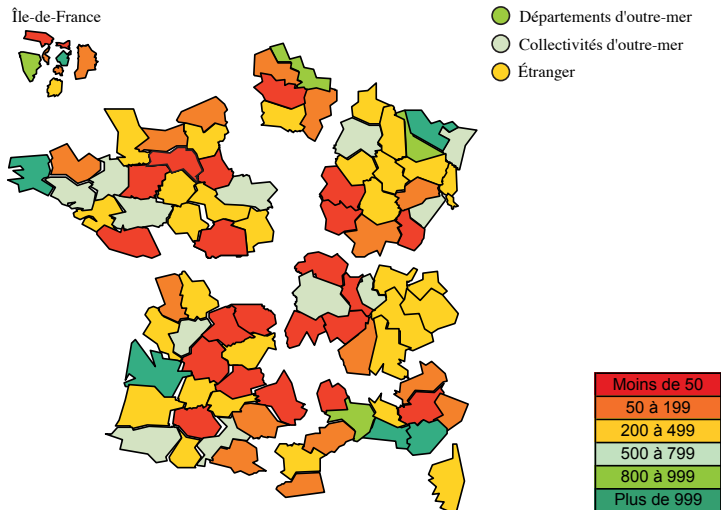 Île-de-France
Départements d'outre-mer
Collectivités d'outre-mer
Étranger
Moins de 50
50 à 199
200 à 499
500 à 799
800 à 999
Plus de 999